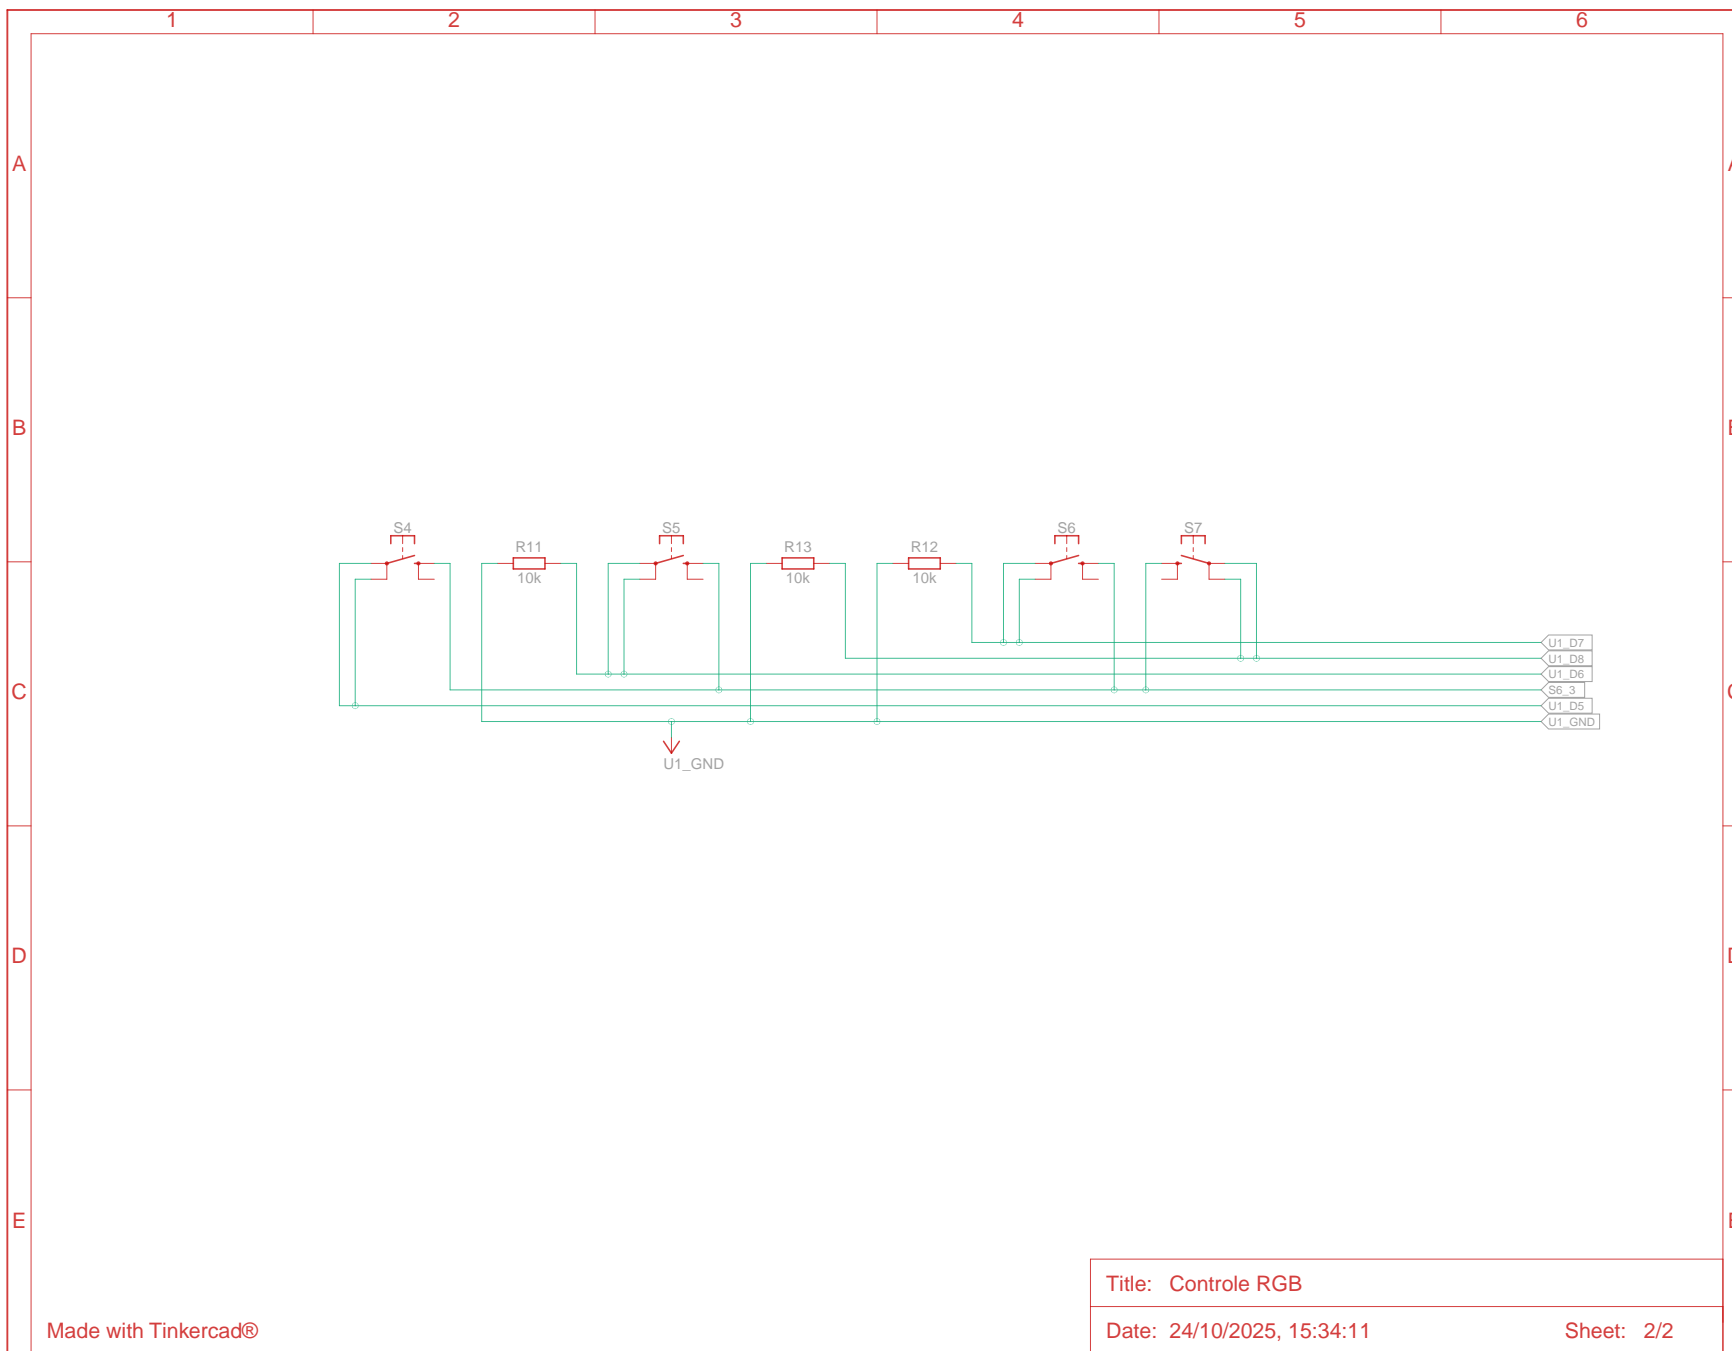 1 2 3 4 5 6
A
B
C
D
E
S4 S5 S6 S7
R11 R13 R12
10k 10k 10k
U1_D7
U1_D8
U1_D6
S6_3
U1_D5
U1_GND
U1_GND
Title: Controle RGB
Made with Tinkercad®
Date: 24/10/2025, 15:34:11 Sheet: 2/2